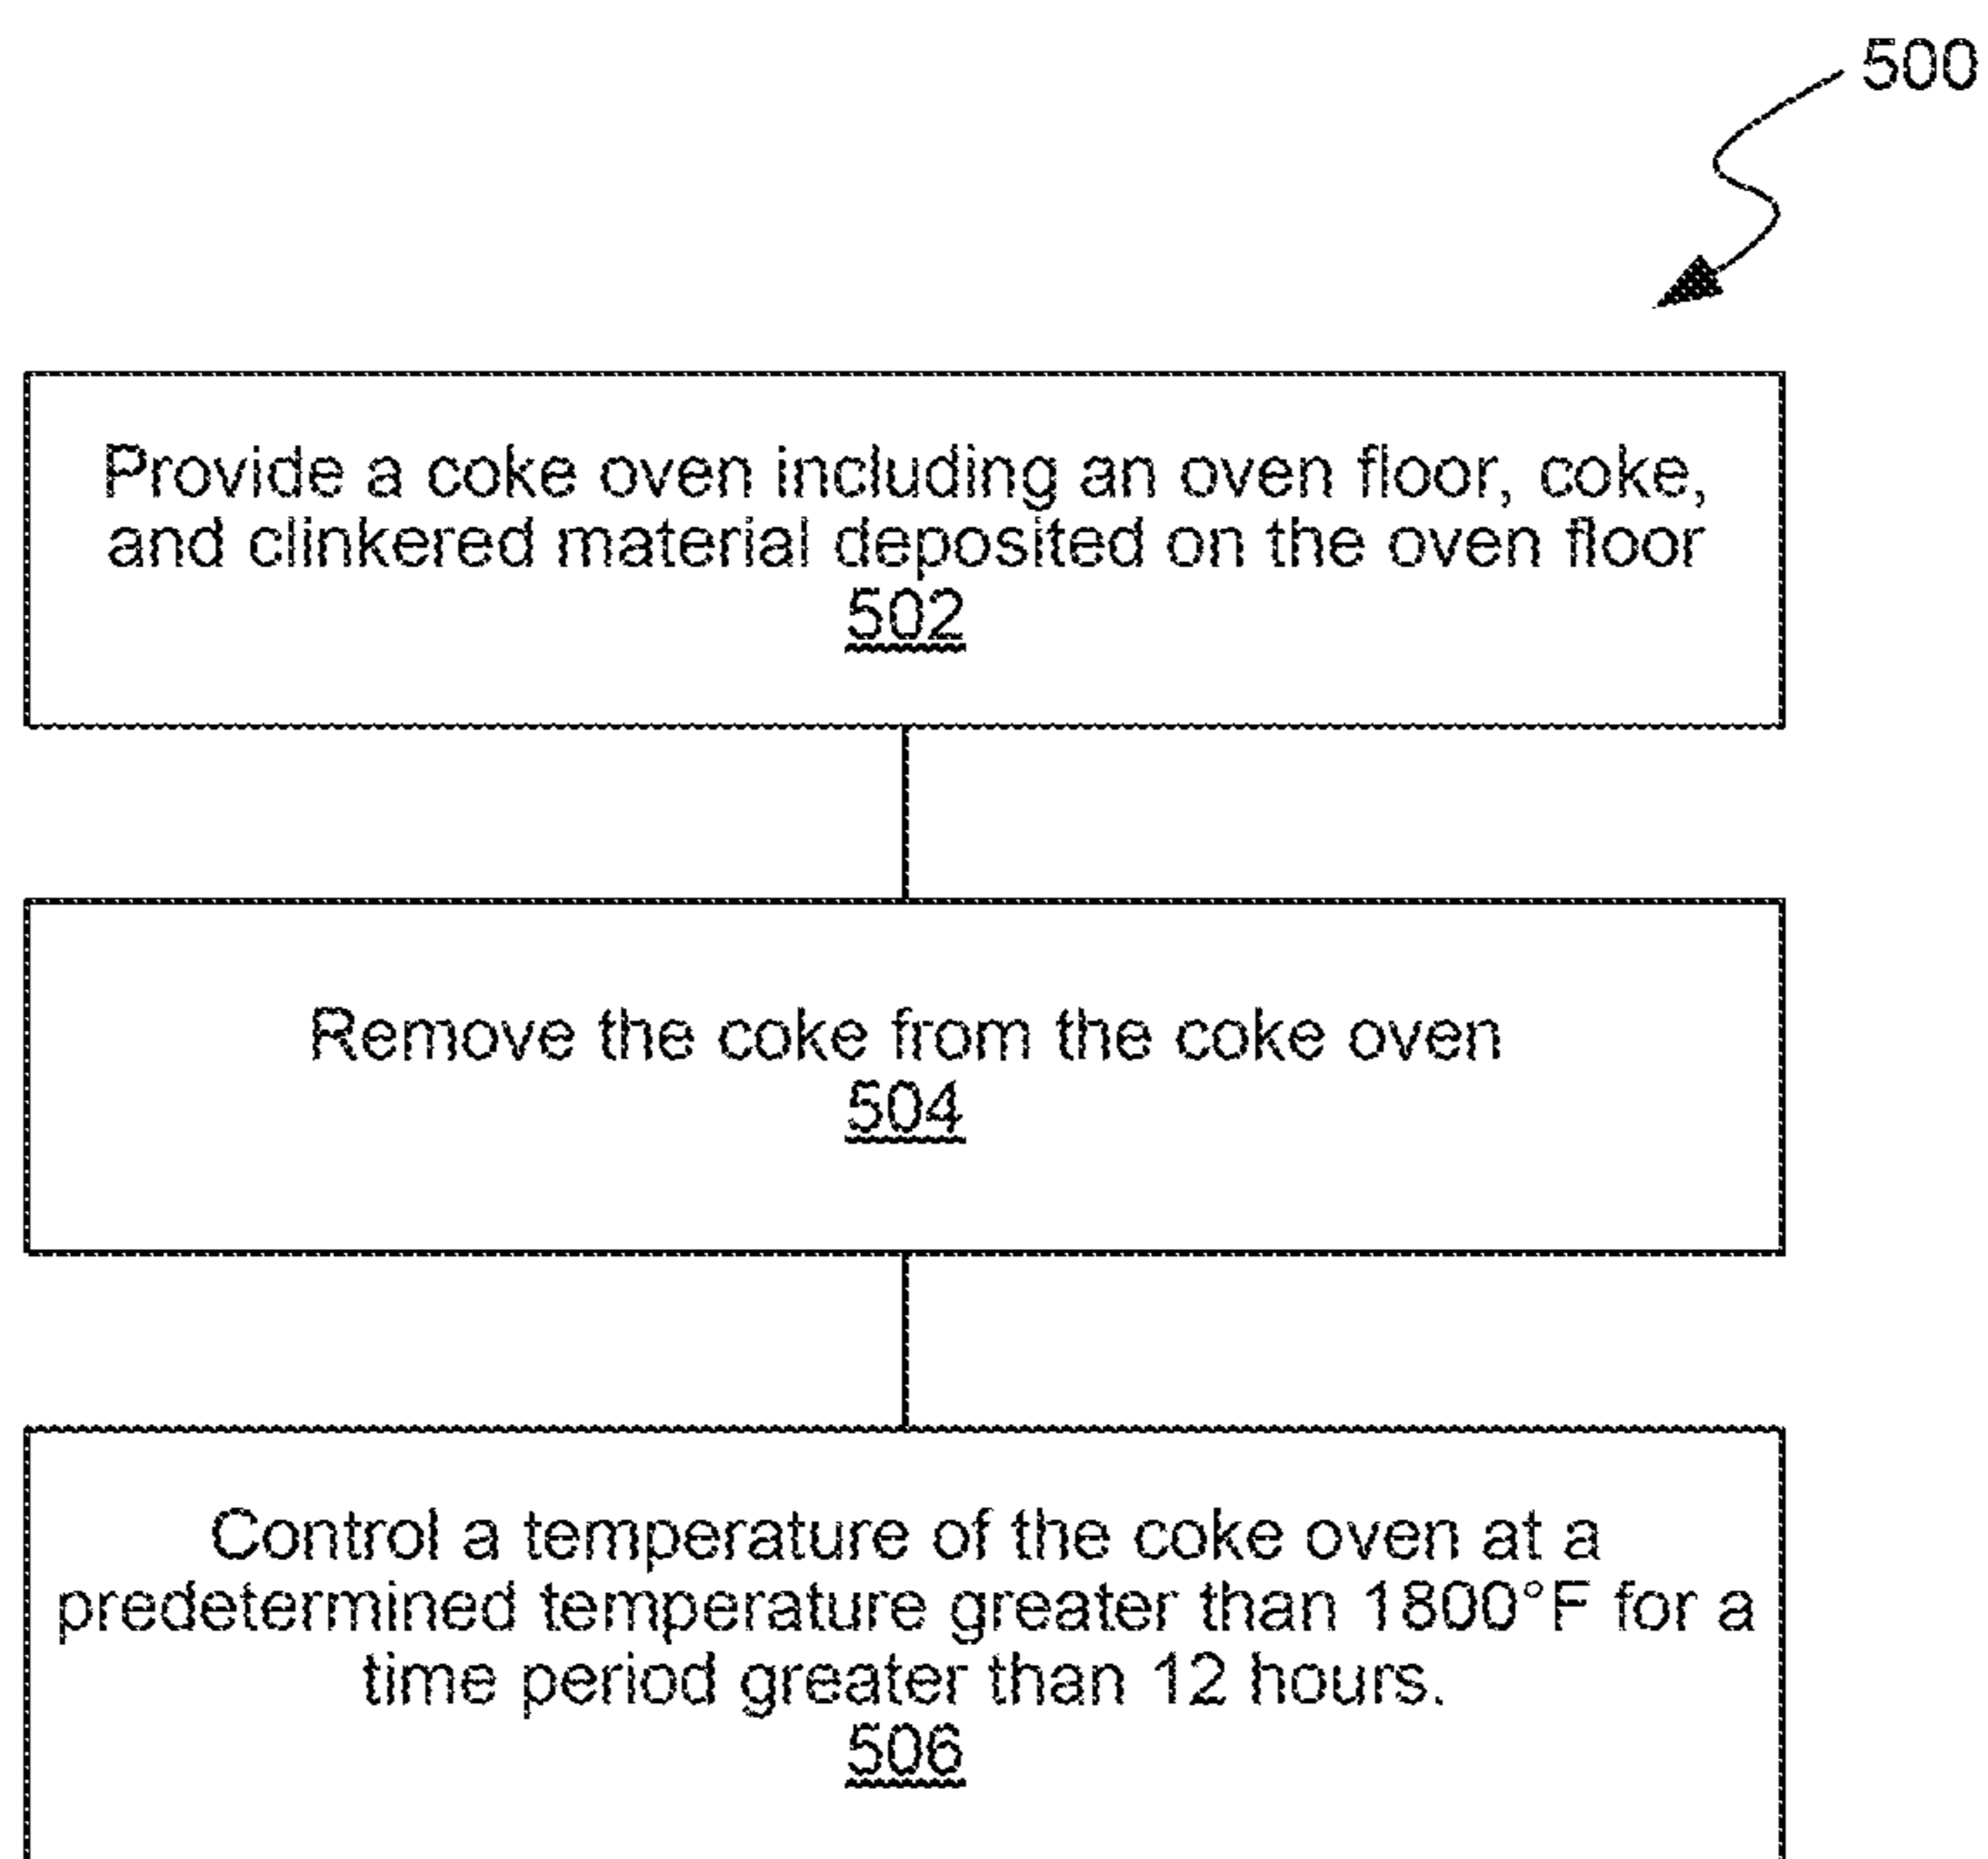 500
Provide a coke oven including an oven floor, coke,
and clinkered material deposited on the oven floor
502
Remove the coke from the coke oven
504
Control a temperature of the coke oven at a
predetermined temperature greater than 1800°F for a
time period greater than 12 hours.
506